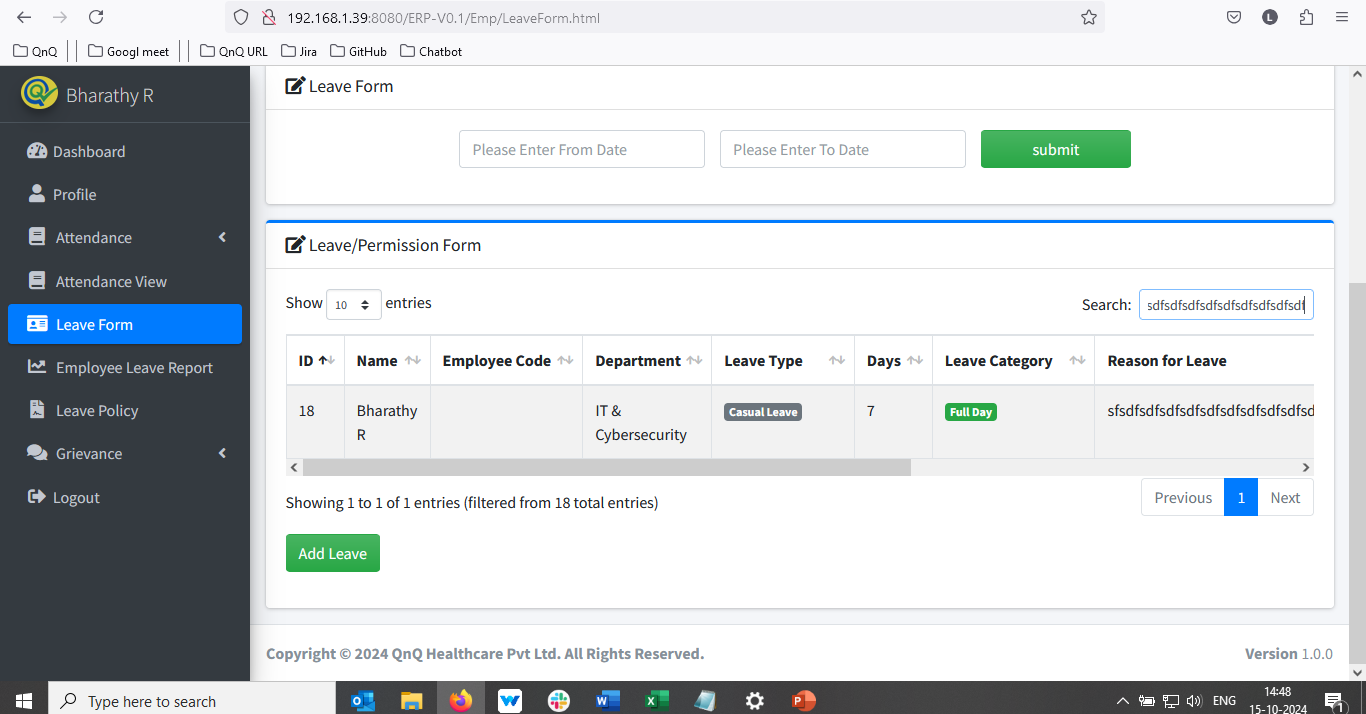 192.168.1.39:8080/ERP-V0.1/Emp/LeaveForm.html
L
QnQ
Googl meet
QnQ URL
Jira
GitHub
Chatbot
Bharathy R
Dashboard
Profile
Attendance
Attendance View
Leave Form
Employee Leave Report
Leave Policy
Grievance
Logout
Leave Form
Please Enter From Date
Please Enter To Date
submit
Leave/Permission Form
Show 10 entries
Search: sdfsdfsdfsdfsdfsdfsdfsdfsdfsdf
ID Name Employee Code Department Leave Type Days Leave Category Reason for Leave
18 Bharathy IT & Casual Leave 7 Full Day sfsdfsdfsdfsdfsdfsdfsdfsdfsdfsd
R Cybersecurity
Showing 1 to 1 of 1 entries (filtered from 18 total entries)
Previous 1 Next
Add Leave
Copyright © 2024 QnQ Healthcare Pvt Ltd. All Rights Reserved.
Version 1.0.0
Type here to search
ENG
14:48
15-10-2024
1